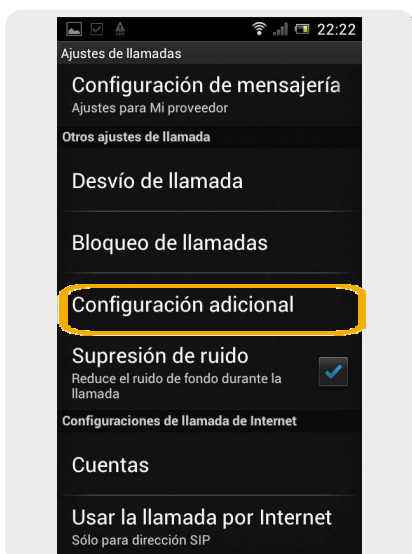 22:22
Ajustes de llamadas
Configuración de mensajería
Ajustes para Mi proveedor
Otros ajustes de llamada
Desvío de llamada
Bloqueo de llamadas
Configuración adicional
Supresión de ruido
Reduce el ruido de fondo durante la
llamada
Configuraciones de llamada de Internet
Cuentas
Usar la llamada por Internet
Sólo para dirección SIP